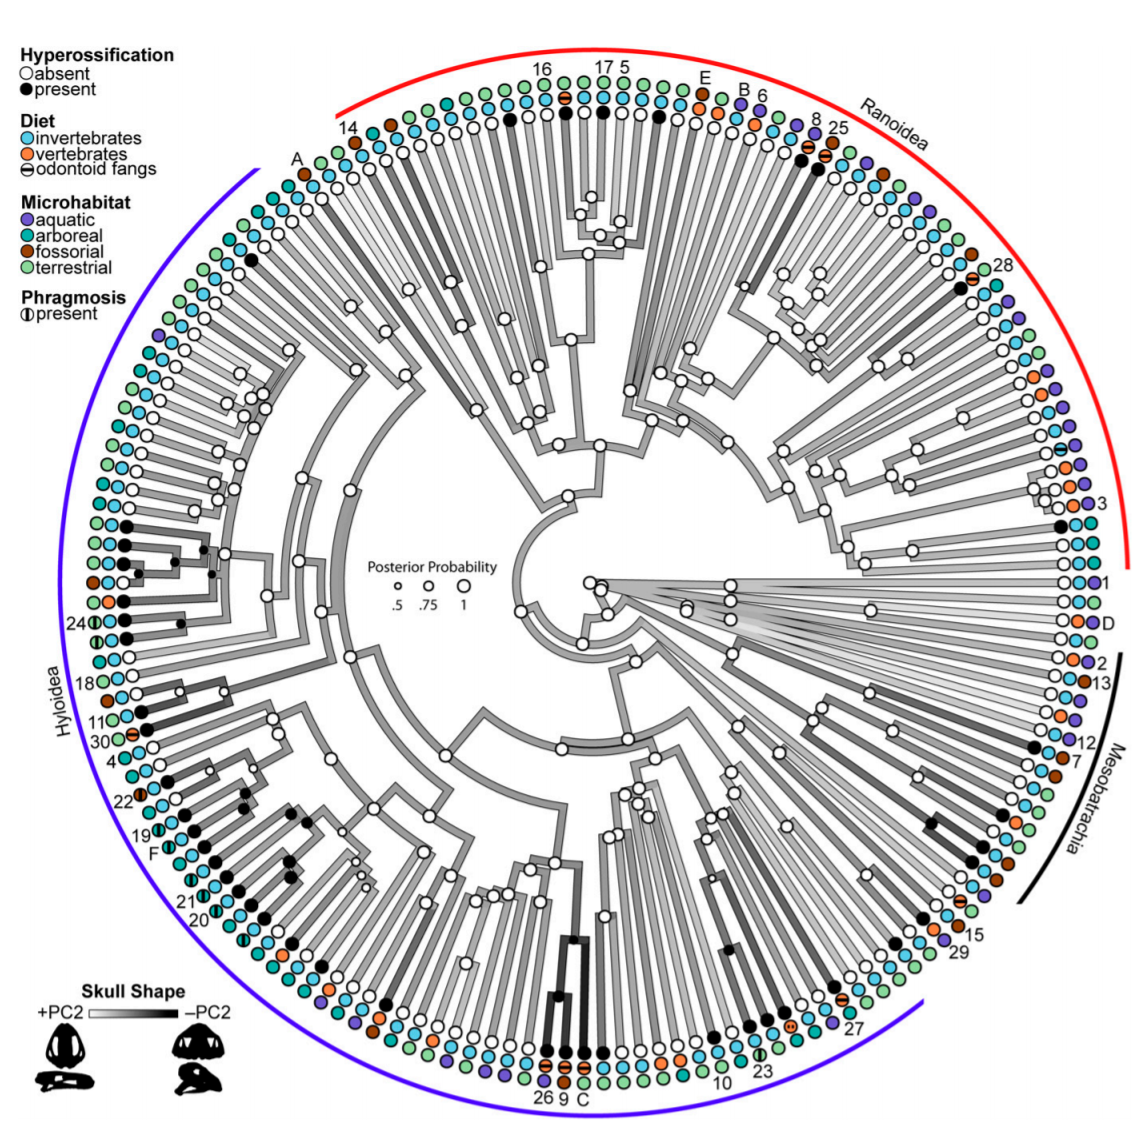 Hyperossification
absent
present
Diet
invertebrates
vertebrates
odontoid fangs
Microhabitat
aquatic
arboreal
fossorial
terrestrial
Phragmosis
present
A
14
16
17
5
E
B
6
8
25
Ranoidea
28
3
1
D
2
13
12
7
Mesobatrachia
15
29
27
23
10
C
9
26
20
21
F
19
22
4
30
11
18
24
Hyloidea
Posterior Probability
.5
.75
1
Skull Shape
+PC2
–PC2